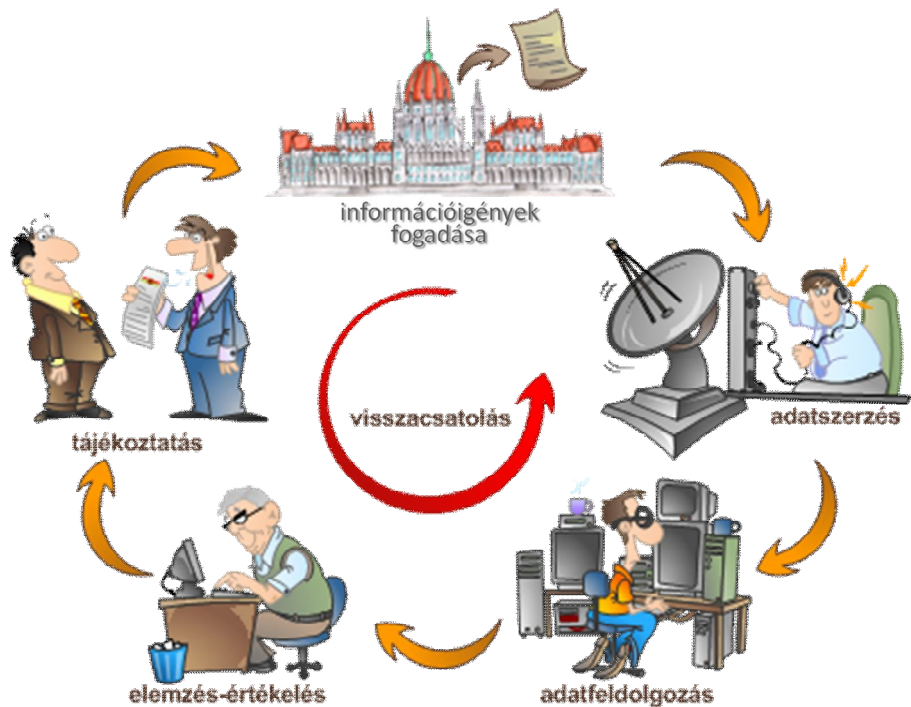 információigények
fogadása
visszacsatolás
adatszerzés
tájékoztatás
elemzés-értékelés
adatfeldolgozás